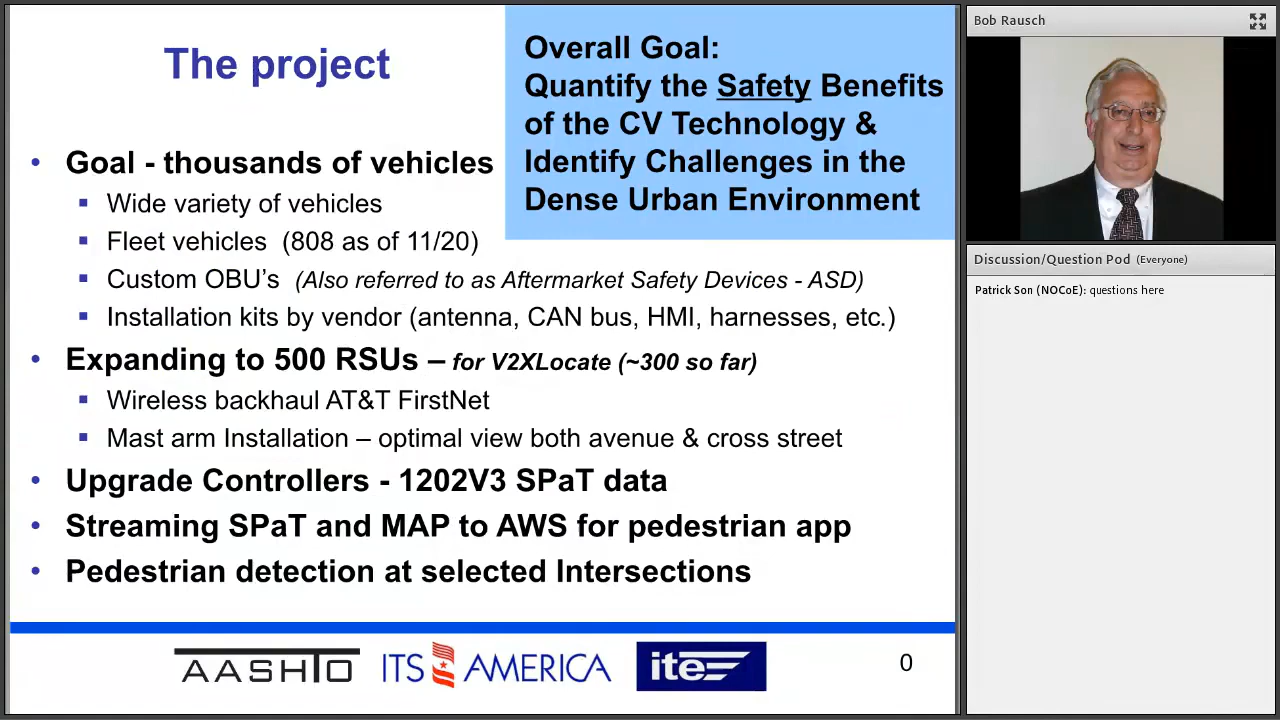 The project
Overall Goal:
Quantify the Safety Benefits
of the CV Technology &
Identify Challenges in the
Dense Urban Environment
• Goal - thousands of vehicles
▪ Wide variety of vehicles
▪ Fleet vehicles (808 as of 11/20)
▪ Custom OBU's (Also referred to as Aftermarket Safety Devices - ASD)
▪ Installation kits by vendor (antenna, CAN bus, HMI, harnesses, etc.)
• Expanding to 500 RSUs – for V2XLocate (~300 so far)
▪ Wireless backhaul AT&T FirstNet
▪ Mast arm Installation – optimal view both avenue & cross street
• Upgrade Controllers - 1202V3 SPaT data
• Streaming SPaT and MAP to AWS for pedestrian app
• Pedestrian detection at selected Intersections
AASHTO
ITS AMERICA
ite
0
Bob Rausch
Discussion/Question Pod (Everyone)
Patrick Son (NOCoE): questions here